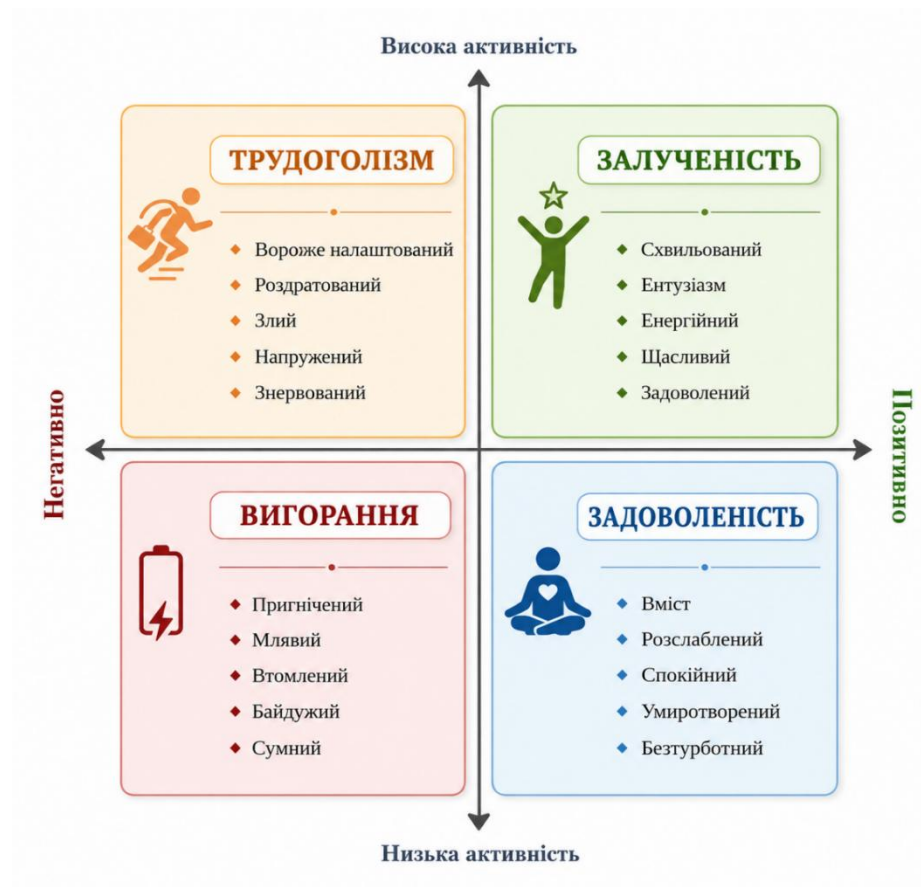 Висока активність
ТРУДОГОЛІЗМ
Вороже налаштований
Роздратований
Злий
Напружений
Знервований
ЗАЛУЧЕНІСТЬ
Схвильований
Ентузіазм
Енергійний
Щасливий
Задоволений
Негативно
Позитивно
ВИГОРАННЯ
Пригнічений
Млявий
Втомлений
Байдужий
Сумний
ЗАДОВОЛЕНІСТЬ
Вміст
Розслаблений
Спокійний
Умиротворений
Безтурботний
Низька активність